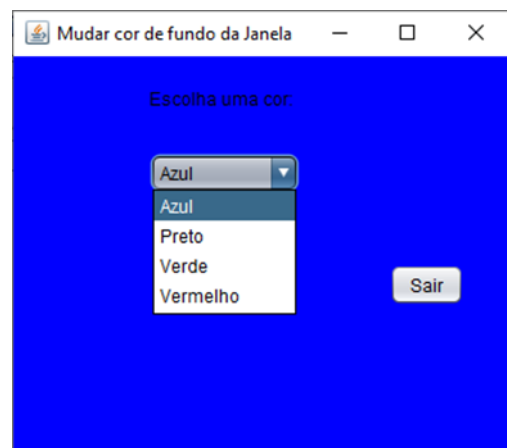 Mudar cor de fundo da Janela
Escolha uma cor:
Azul
Azul
Preto
Verde
Vermelho
Sair